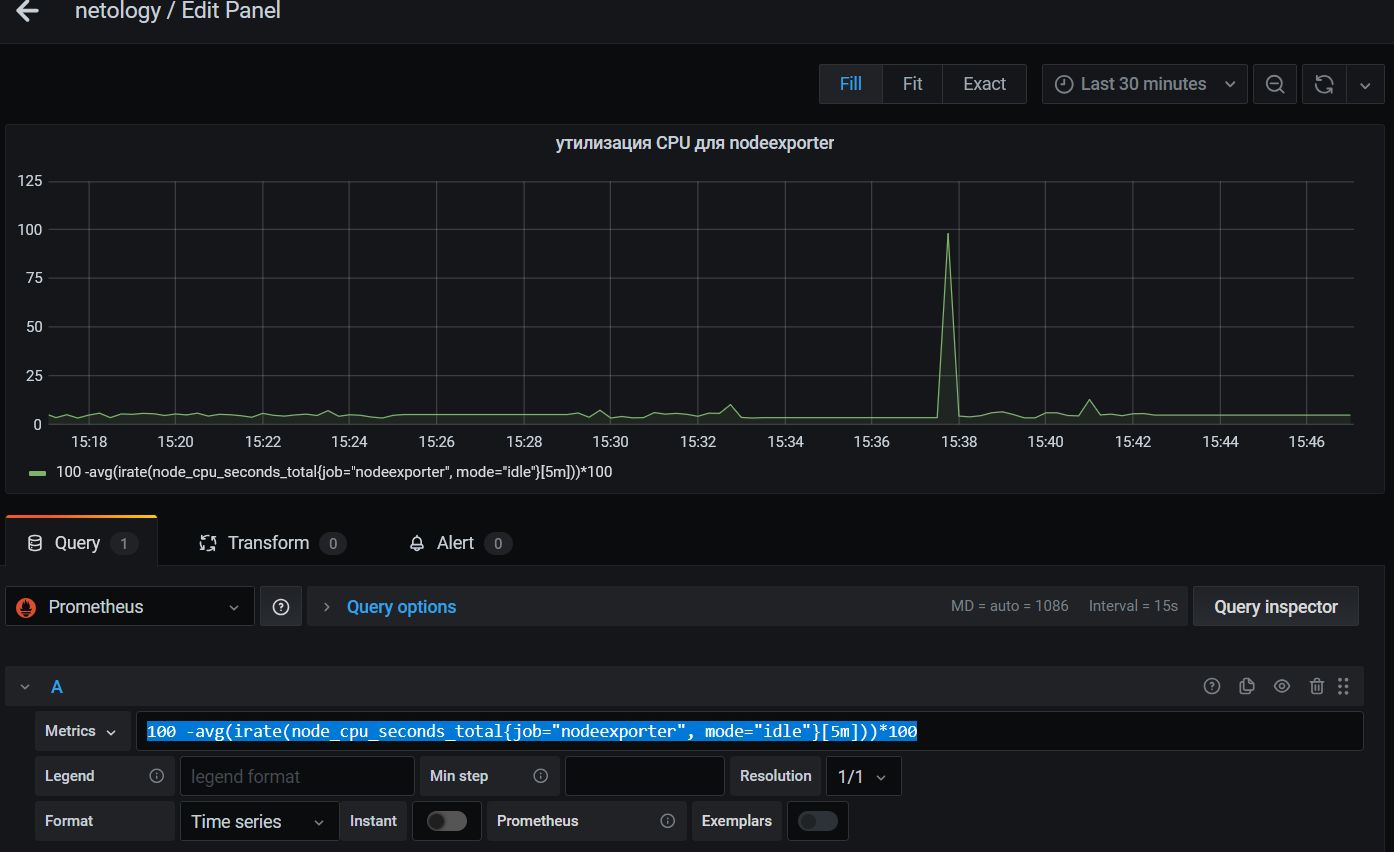 netology / Edit Panel
Fill Fit Exact Last 30 minutes
утилизация CPU для nodeexporter
125
100
75
50
25
0
15:18 15:20 15:22 15:24 15:26 15:28 15:30 15:32 15:34 15:36 15:38 15:40 15:42 15:44 15:46
100 -avg(irate(node_cpu_seconds_total{job="nodeexporter", mode="idle"}[5m]))*100
Query 1 Transform 0 Alert 0
Prometheus Query options MD = auto = 1086 Interval = 15s Query inspector
A
Metrics 100 -avg(irate(node_cpu_seconds_total{job="nodeexporter", mode="idle"}[5m]))*100
Legend legend format Min step Resolution 1/1
Format Time series Instant Prometheus Exemplars